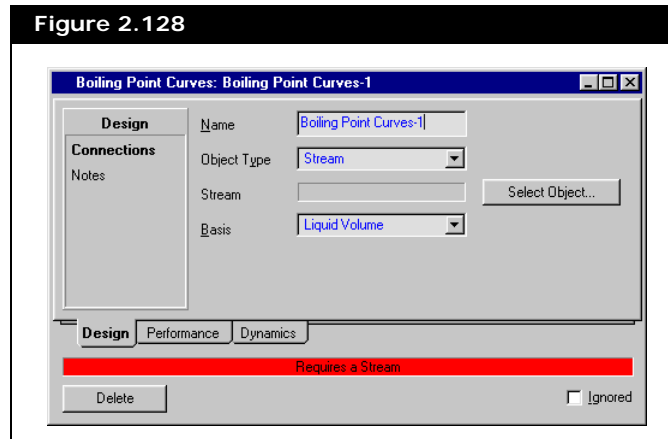 Figure 2.128
Boiling Point Curves: Boiling Point Curves-1
Design
Connections
Notes
Name
Boiling Point Curves-1
Object Type
Stream
Stream
Select Object...
Basis
Liquid Volume
Design
Performance
Dynamics
Requires a Stream
Delete
Ignored